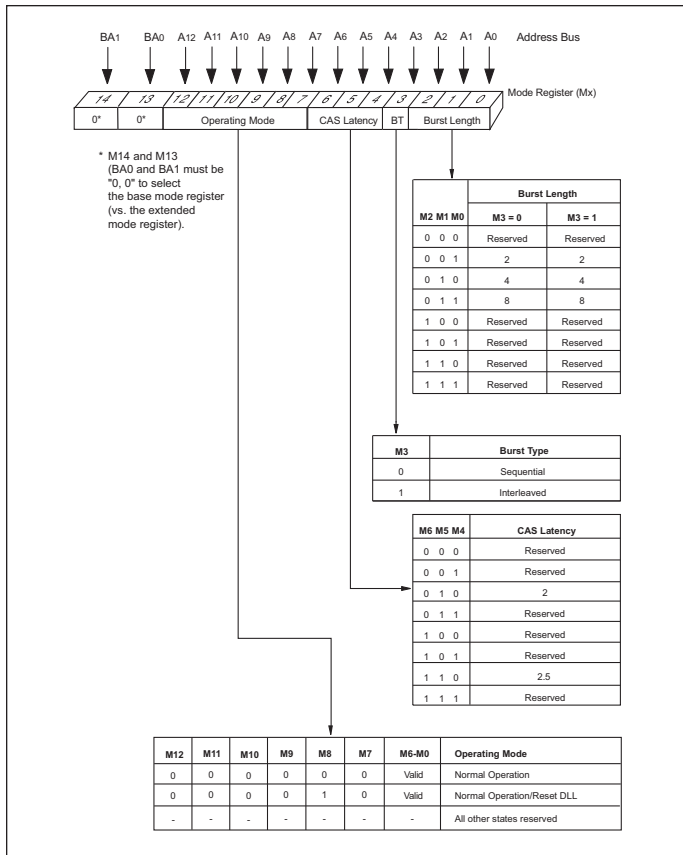 BA1 BA0 A12 A11 A10 A9 A8 A7 A6 A5 A4 A3 A2 A1 A0 Address Bus
14 13 12 11 10 9 8 7 6 5 4 3 2 1 0 Mode Register (Mx)
0* 0* Operating Mode CAS Latency BT Burst Length
* M14 and M13
(BA0 and BA1 must be
"0, 0" to select
the base mode register
(vs. the extended
mode register).
Burst Length
M2 M1 M0 M3 = 0 M3 = 1
0 0 0 Reserved Reserved
0 0 1 2 2
0 1 0 4 4
0 1 1 8 8
1 0 0 Reserved Reserved
1 0 1 Reserved Reserved
1 1 0 Reserved Reserved
1 1 1 Reserved Reserved
M3 Burst Type
0 Sequential
1 Interleaved
M6 M5 M4 CAS Latency
0 0 0 Reserved
0 0 1 Reserved
0 1 0 2
0 1 1 Reserved
1 0 0 Reserved
1 0 1 Reserved
1 1 0 2.5
1 1 1 Reserved
M12 M11 M10 M9 M8 M7 M6-M0 Operating Mode
0 0 0 0 0 0 Valid Normal Operation
0 0 0 0 1 0 Valid Normal Operation/Reset DLL
- - - - - - - All other states reserved